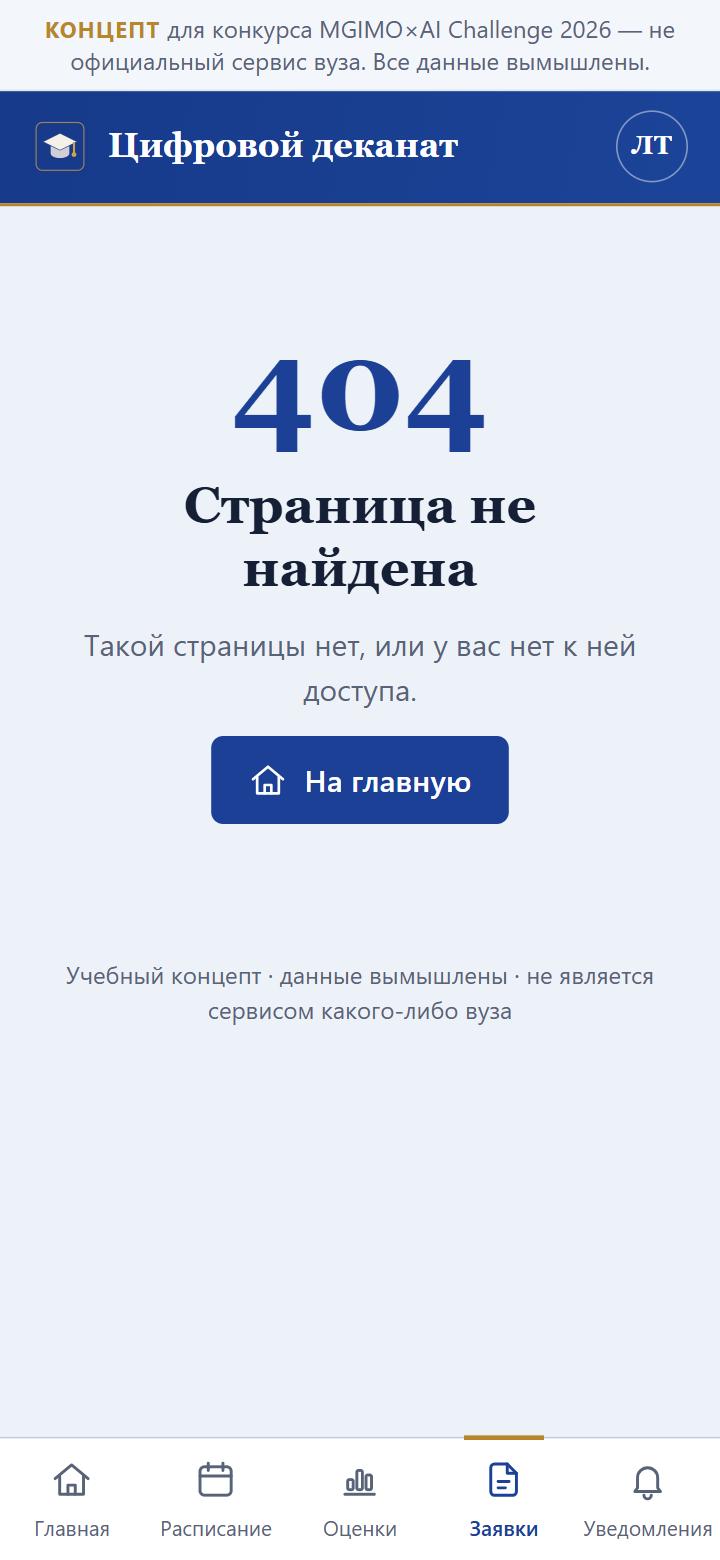 КОНЦЕПТ для конкурса MGIMO×AI Challenge 2026 — не
официальный сервис вуза. Все данные вымышлены.
Цифровой деканат
ЛТ
404
Страница не
найдена
Такой страницы нет, или у вас нет к ней
доступа.
На главную
Учебный концепт · данные вымышлены · не является
сервисом какого-либо вуза
Главная
Расписание
Оценки
Заявки
Уведомления